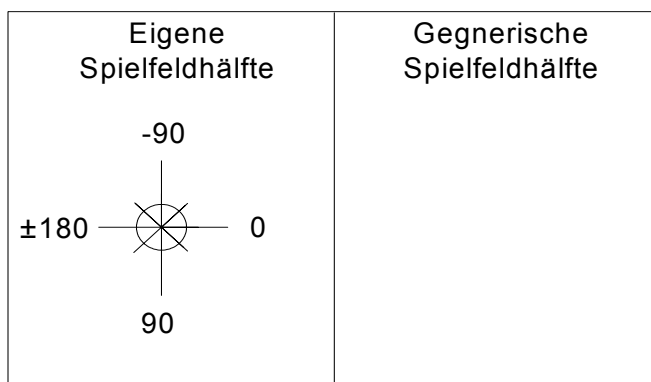 Eigene
Spielfeldhälfte
Gegnerische
Spielfeldhälfte
-90
±180
0
90